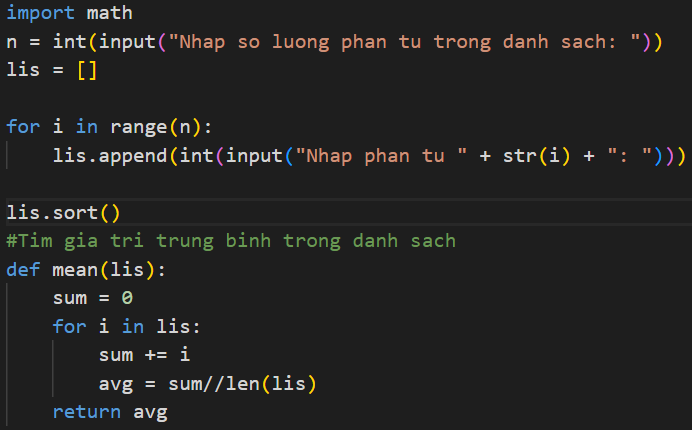 import math
n = int(input("Nhap so luong phan tu trong danh sach: "))
lis = []
for i in range(n):
lis.append(int(input("Nhap phan tu " + str(i) + ": ")))
lis.sort()
#Tim gia tri trung binh trong danh sach
def mean(lis):
sum = 0
for i in lis:
sum += i
avg = sum//len(lis)
return avg